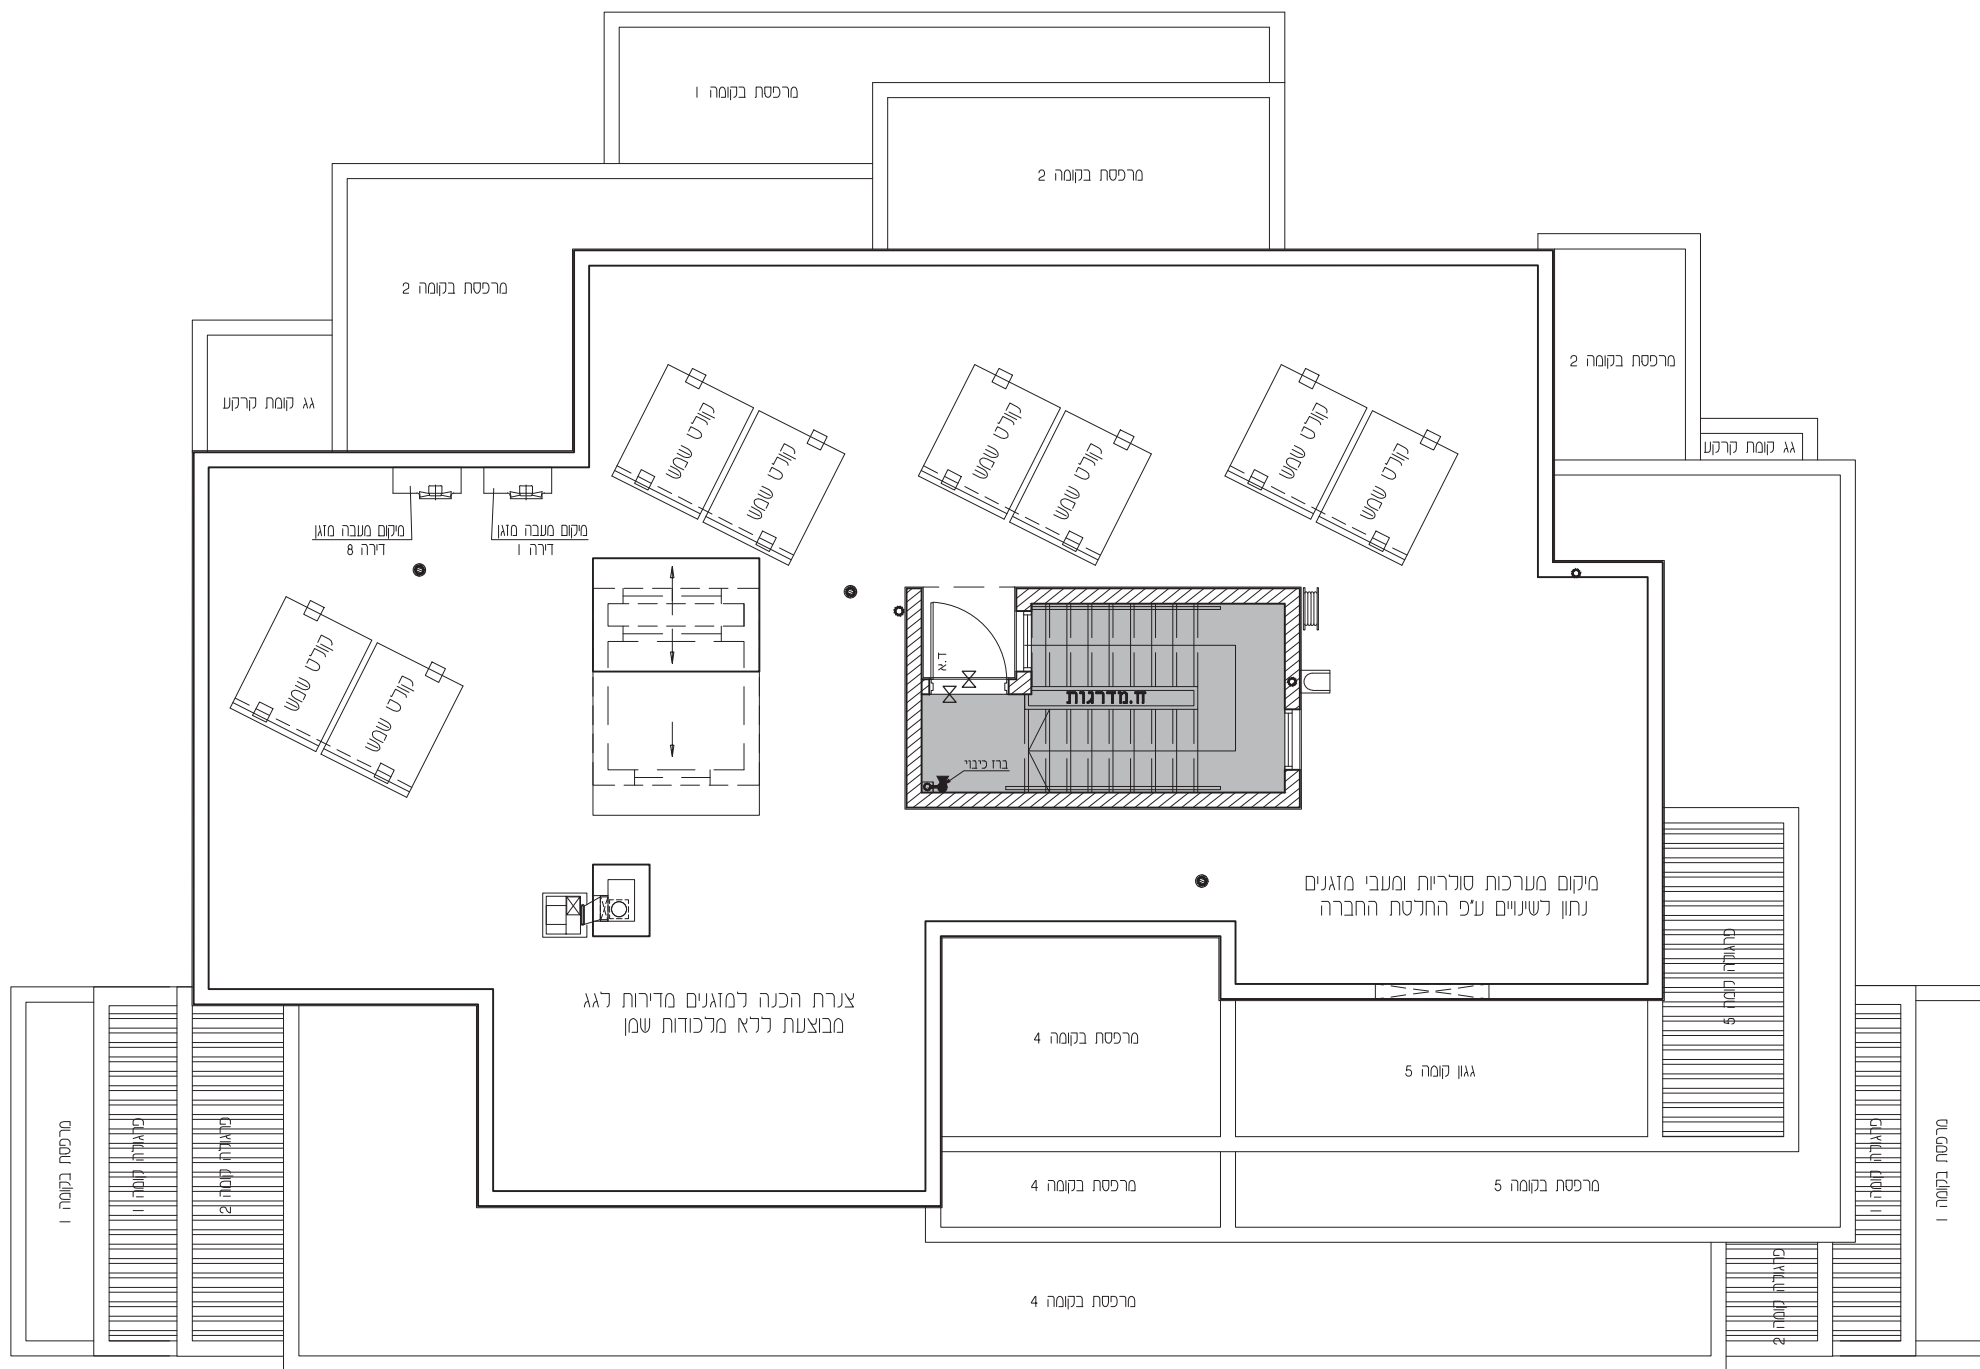 מרפסת בקומה 1
מרפסת בקומה 2
מרפסת בקומה 2
מרפסת בקומה 2
גג קומת קרקע
גג קומת קרקע
קולט שמש
קולט שמש
קולט שמש
קולט שמש
קולט שמש
קולט שמש
מיקום מעבה מזגן
דירה 1
מיקום מעבה מזגן
דירה 8
קולט שמש
קולט שמש
ד.א
ח.מדרגות
ברז כיבוי
מיקום מערכות סולריות ומעבי מזגנים
נתון לשינויים ע"פ החלטת החברה
צנרת הכנה למזגנים מדירות לגג
מבוצעת ללא מלכודות שמן
פרגולה קומה 5
מרפסת בקומה 4
גגון קומה 5
מרפסת בקומה 4
מרפסת בקומה 5
מרפסת בקומה 4
מרפסת בקומה 1
פרגולה קומה 1
פרגולה קומה 2
פרגולה קומה 1
מרפסת בקומה 1
פרגולה קומה 2